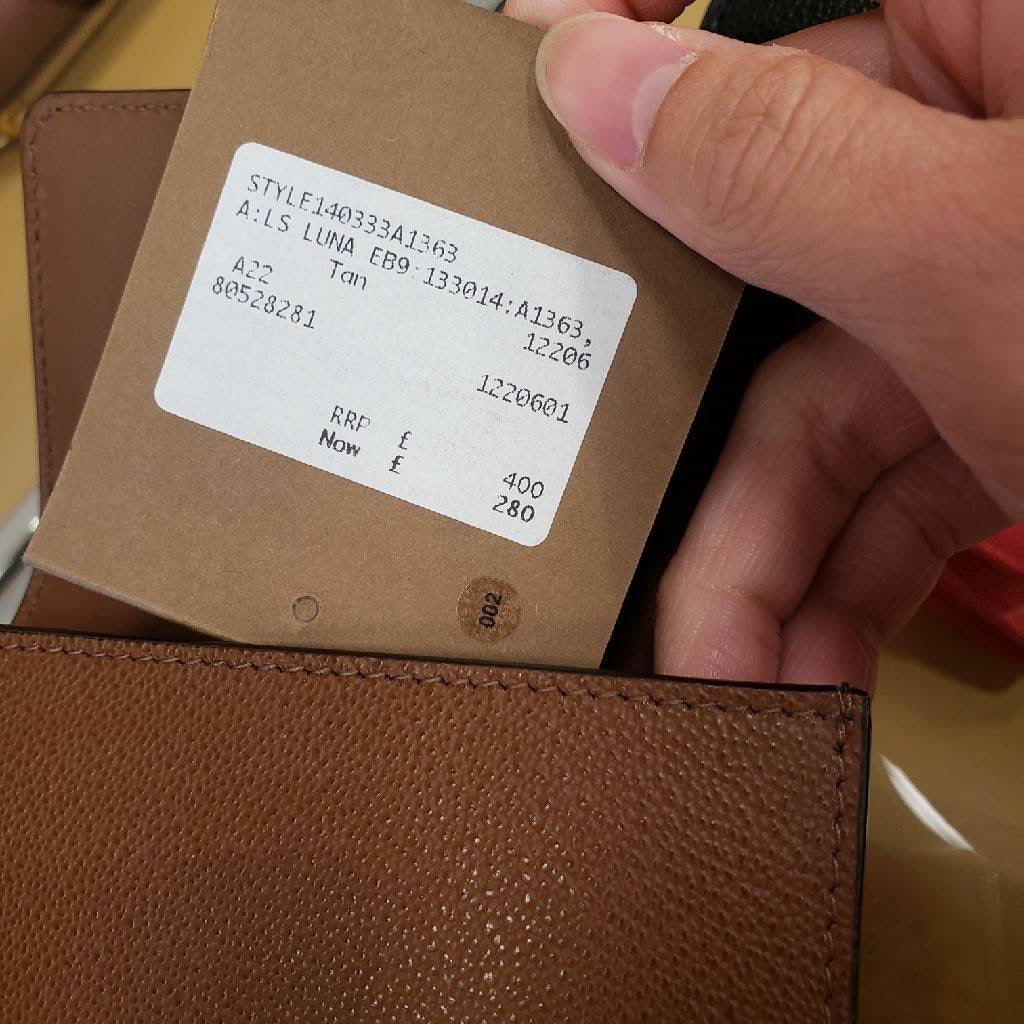 STYLE140333A1363
A:LS LUNA EB9:133014:A1363,
12206
A22 Tan
80528281
1220601
RRP £ 400
Now £ 280
002